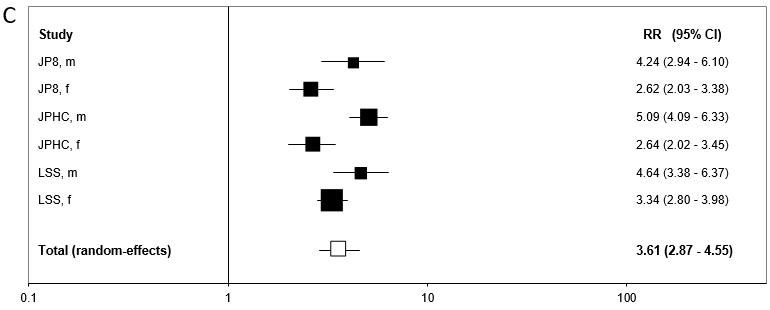 C
Study RR (95% CI)
JP8, m 4.24 (2.94 - 6.10)
JP8, f 2.62 (2.03 - 3.38)
JPHC, m 5.09 (4.09 - 6.33)
JPHC, f 2.64 (2.02 - 3.45)
LSS, m 4.64 (3.38 - 6.37)
LSS, f 3.34 (2.80 - 3.98)
Total (random-effects) 3.61 (2.87 - 4.55)
0.1 1 10 100